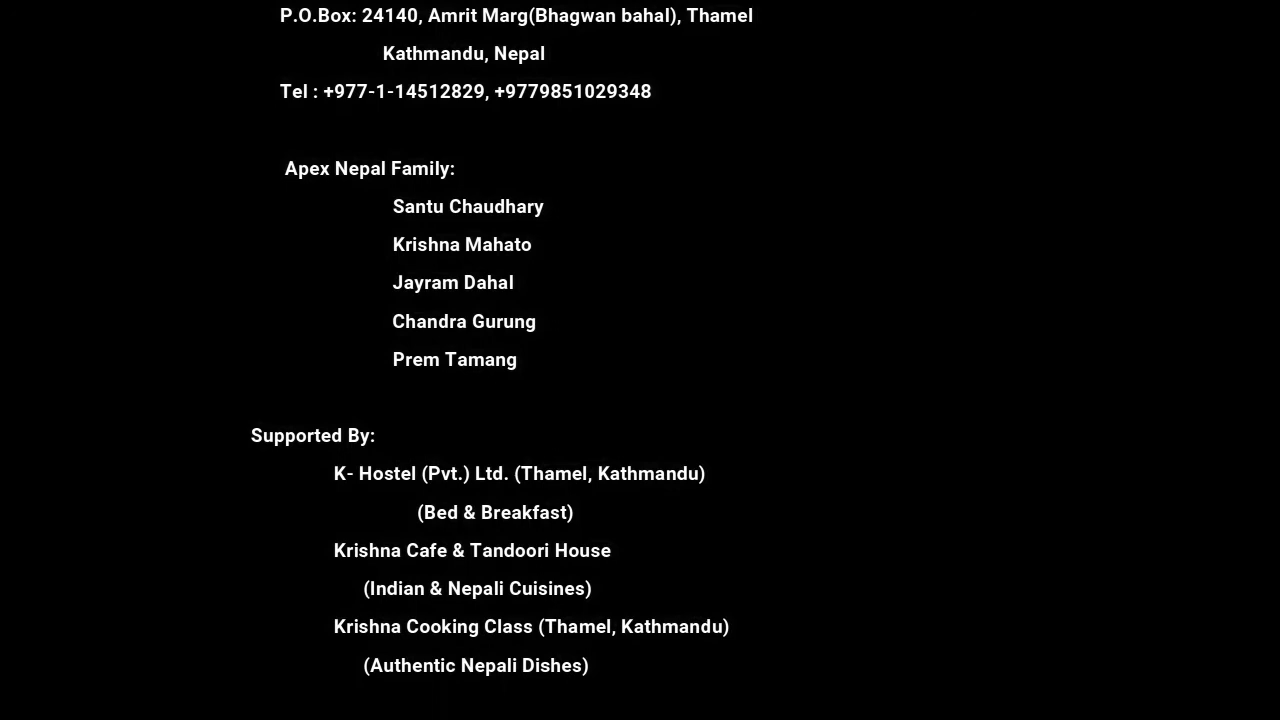 P.O.Box: 24140, Amrit Marg(Bhagwan bahal), Thamel
Kathmandu, Nepal
Tel : +977-1-14512829, +9779851029348
Apex Nepal Family:
Santu Chaudhary
Krishna Mahato
Jayram Dahal
Chandra Gurung
Prem Tamang
Supported By:
K- Hostel (Pvt.) Ltd. (Thamel, Kathmandu)
(Bed & Breakfast)
Krishna Cafe & Tandoori House
(Indian & Nepali Cuisines)
Krishna Cooking Class (Thamel, Kathmandu)
(Authentic Nepali Dishes)